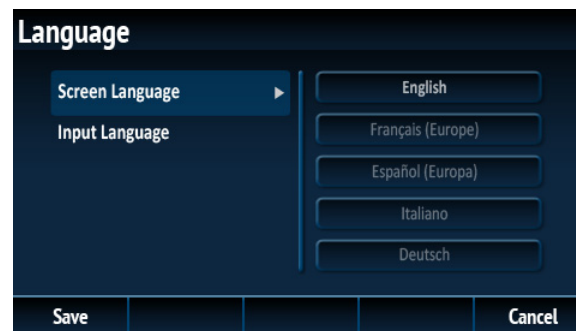 Language
Screen Language
Input Language
English
Français (Europe)
Español (Europa)
Italiano
Deutsch
Save
Cancel